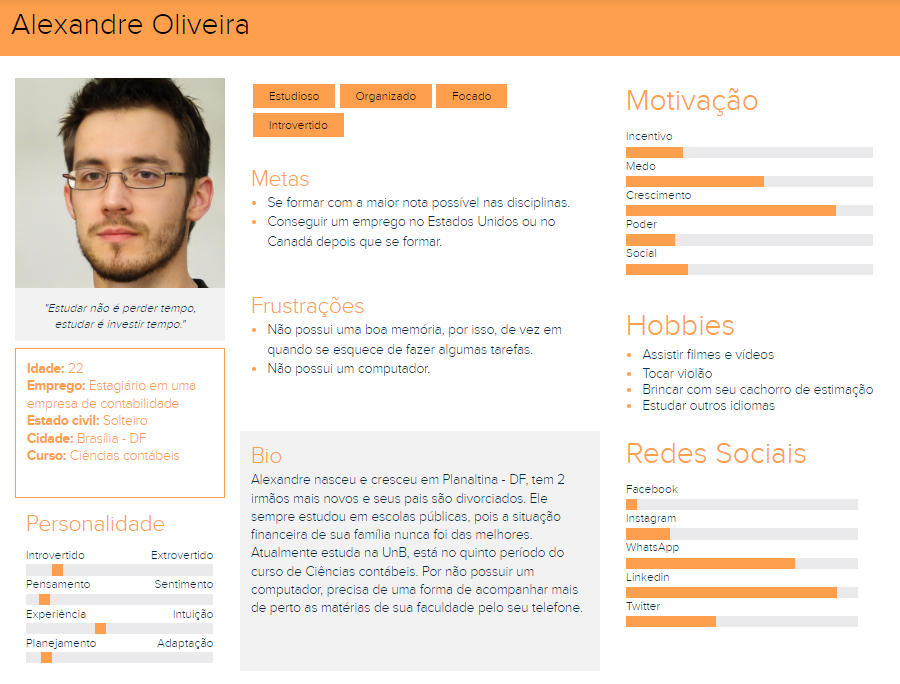 Alexandre Oliveira
"Estudar não é perder tempo,
estudar é investir tempo."
Idade: 22
Emprego: Estagiário em uma
empresa de contabilidade
Estado civil: Solteiro
Cidade: Brasília - DF
Curso: Ciências contábeis
Personalidade
Introvertido Extrovertido
Pensamento Sentimento
Experiência Intuição
Planejamento Adaptação
Estudioso Organizado Focado
Introvertido
Metas
• Se formar com a maior nota possível nas disciplinas.
• Conseguir um emprego no Estados Unidos ou no
Canadá depois que se formar.
Frustrações
• Não possui uma boa memória, por isso, de vez em
quando se esquece de fazer algumas tarefas.
• Não possui um computador.
Bio
Alexandre nasceu e cresceu em Planaltina - DF, tem 2
irmãos mais novos e seus pais são divorciados. Ele
sempre estudou em escolas públicas, pois a situação
financeira de sua família nunca foi das melhores.
Atualmente estuda na UnB, está no quinto período do
curso de Ciências contábeis. Por não possuir um
computador, precisa de uma forma de acompanhar mais
de perto as matérias de sua faculdade pelo seu telefone.
Motivação
Incentivo
Medo
Crescimento
Poder
Social
Hobbies
• Assistir filmes e vídeos
• Tocar violão
• Brincar com seu cachorro de estimação
• Estudar outros idiomas
Redes Sociais
Facebook
Instagram
WhatsApp
Linkedin
Twitter